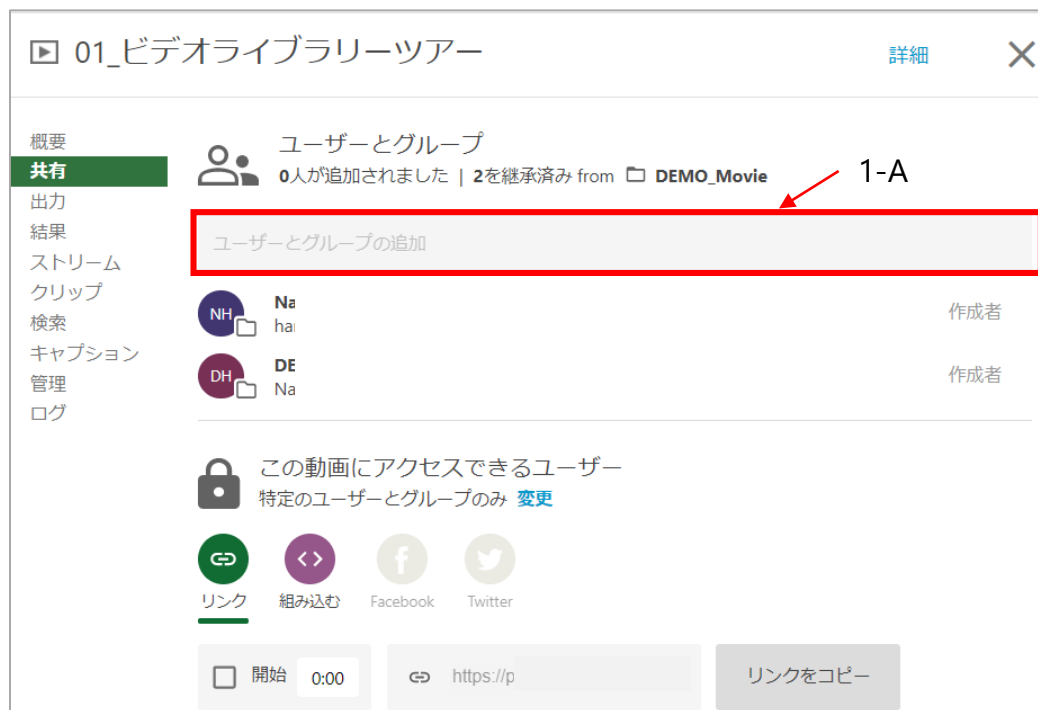 01_ビデオライブラリーツアー
詳細
概要
共有
出力
結果
ストリーム
クリップ
検索
キャプション
管理
ログ
ユーザーとグループ
0人が追加されました | 2を継承済み from DEMO_Movie
1-A
ユーザーとグループの追加
NH
Na
har
作成者
DH
DE
Na
作成者
この動画にアクセスできるユーザー
特定のユーザーとグループのみ 変更
リンク
組み込む
Facebook
Twitter
開始 0:00
https://p
リンクをコピー